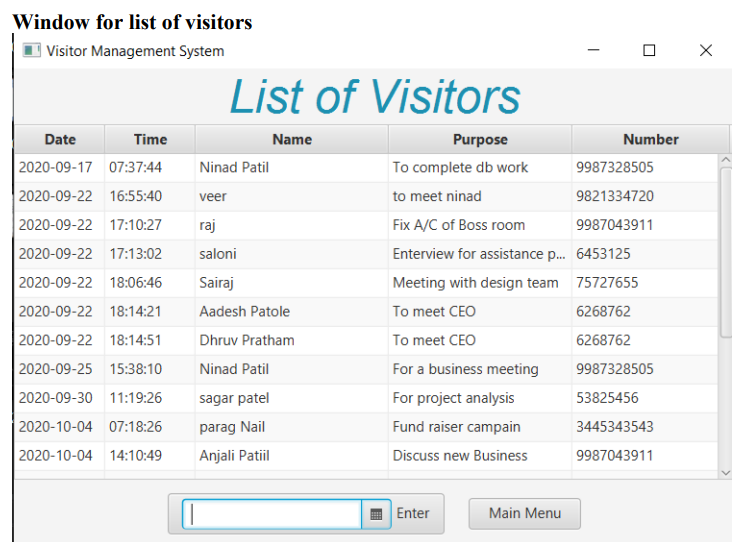 Window for list of visitors
Visitor Management System
List of Visitors
Date Time Name Purpose Number
2020-09-17 07:37:44 Ninad Patil To complete db work 9987328505
2020-09-22 16:55:40 veer to meet ninad 9821334720
2020-09-22 17:10:27 raj Fix A/C of Boss room 9987043911
2020-09-22 17:13:02 saloni Enterview for assistance p... 6453125
2020-09-22 18:06:46 Sairaj Meeting with design team 75727655
2020-09-22 18:14:21 Aadesh Patole To meet CEO 6268762
2020-09-22 18:14:51 Dhruv Pratham To meet CEO 6268762
2020-09-25 15:38:10 Ninad Patil For a business meeting 9987328505
2020-09-30 11:19:26 sagar patel For project analysis 53825456
2020-10-04 07:18:26 parag Nail Fund raiser campain 3445343543
2020-10-04 14:10:49 Anjali Patiil Discuss new Business 9987043911
Enter Main Menu